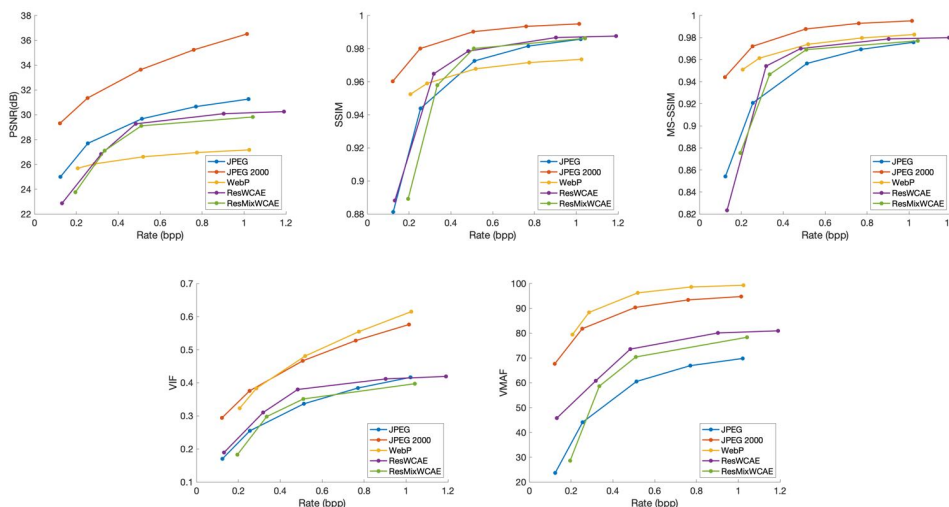 38
36
34
32
30
28
26
24
22
PSNR(dB)
0
0.2
0.4
0.6
0.8
1
1.2
Rate (bpp)
JPEG
JPEG 2000
WebP
ResWCAE
ResMixWCAE
1
0.98
0.96
0.94
0.92
0.9
0.88
SSIM
0
0.2
0.4
0.6
0.8
1
1.2
Rate (bpp)
JPEG
JPEG 2000
WebP
ResWCAE
ResMixWCAE
1
0.98
0.96
0.94
0.92
0.9
0.88
0.86
0.84
0.82
MS-SSIM
0
0.2
0.4
0.6
0.8
1
Rate (bpp)
JPEG
JPEG 2000
WebP
ResWCAE
ResMixWCAE
0.7
0.6
0.5
0.4
0.3
0.2
0.1
VIF
0
0.2
0.4
0.6
0.8
1
1.2
Rate (bpp)
JPEG
JPEG 2000
WebP
ResWCAE
ResMixWCAE
100
90
80
70
60
50
40
30
20
VMAF
0
0.2
0.4
0.6
0.8
1
1.2
Rate (bpp)
JPEG
JPEG 2000
WebP
ResWCAE
ResMixWCAE